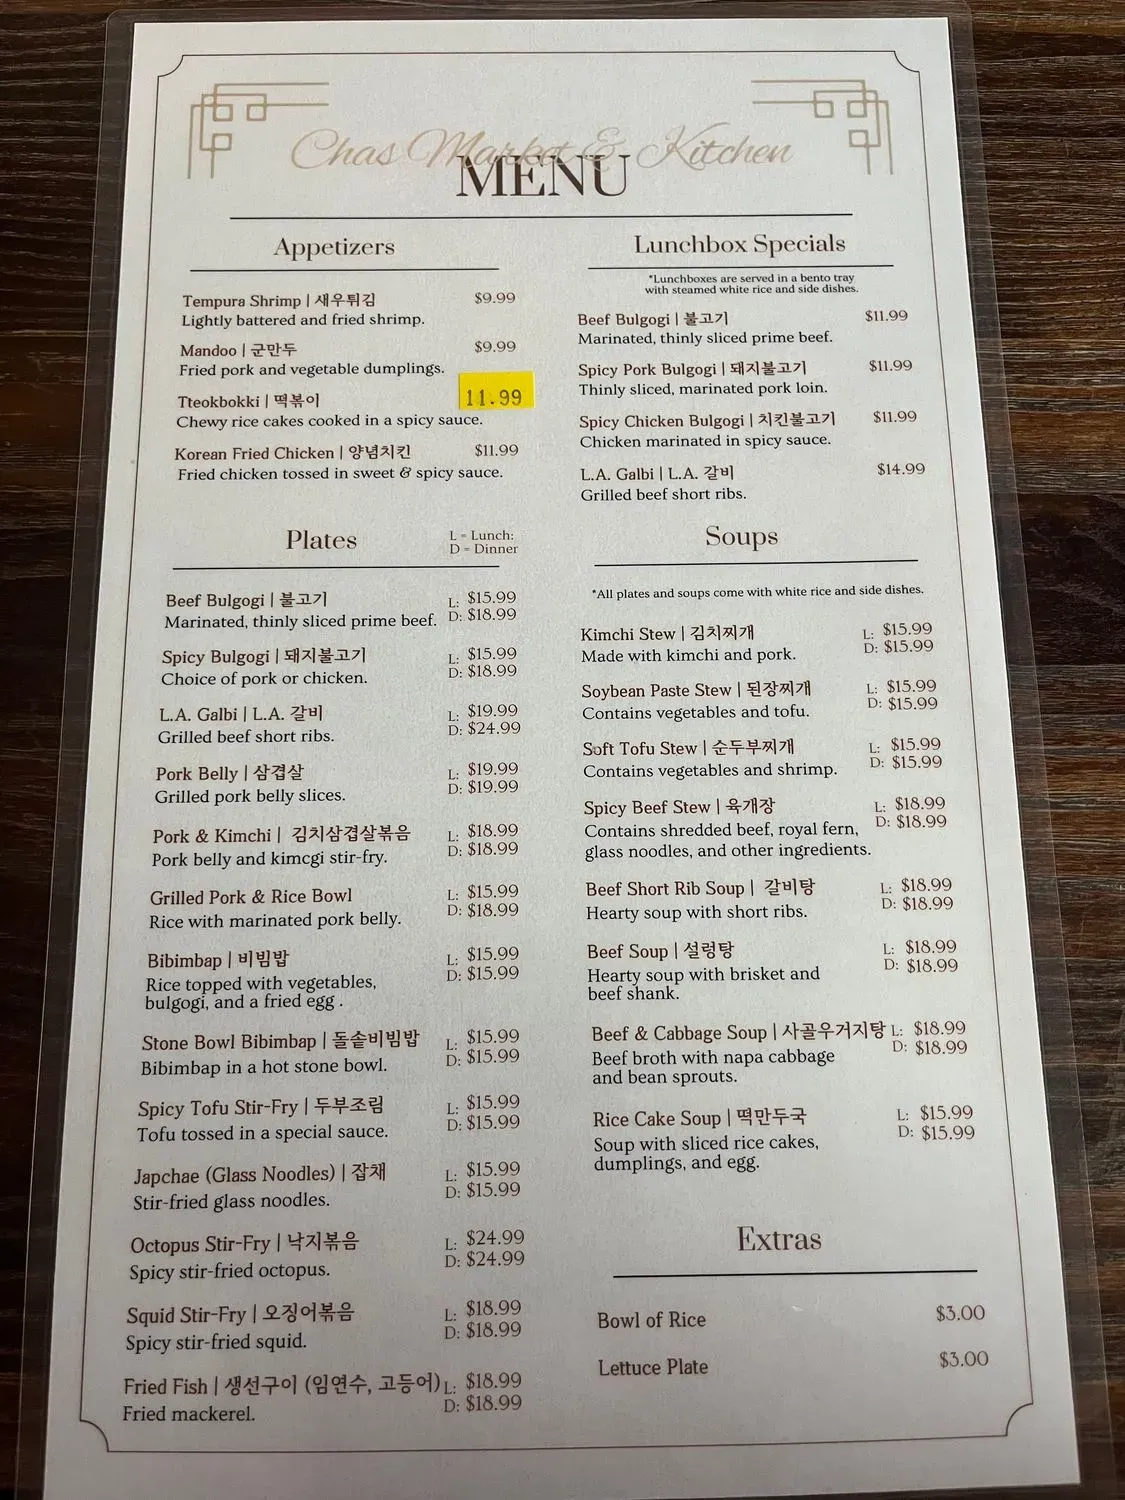 Chas Market & Kitchen
MENU
Appetizers
Tempura Shrimp | 새우튀김 $9.99
Lightly battered and fried shrimp.
Mandoo | 군만두 $9.99
Fried pork and vegetable dumplings.
Tteokbokki | 떡볶이 11.99
Chewy rice cakes cooked in a spicy sauce.
Korean Fried Chicken | 양념치킨 $11.99
Fried chicken tossed in sweet & spicy sauce.
Lunchbox Specials
*Lunchboxes are served in a bento tray
with steamed white rice and side dishes.
Beef Bulgogi | 불고기 $11.99
Marinated, thinly sliced prime beef.
Spicy Pork Bulgogi | 돼지불고기 $11.99
Thinly sliced, marinated pork loin.
Spicy Chicken Bulgogi | 치킨불고기 $11.99
Chicken marinated in spicy sauce.
L.A. Galbi | L.A. 갈비 $14.99
Grilled beef short ribs.
Plates
L = Lunch:
D = Dinner
Beef Bulgogi | 불고기 L: $15.99
Marinated, thinly sliced prime beef. D: $18.99
Spicy Bulgogi | 돼지불고기 L: $15.99
Choice of pork or chicken. D: $18.99
L.A. Galbi | L.A. 갈비 L: $19.99
Grilled beef short ribs. D: $24.99
Pork Belly | 삼겹살 L: $19.99
Grilled pork belly slices. D: $19.99
Pork & Kimchi | 김치삼겹살볶음 L: $18.99
Pork belly and kimcgi stir-fry. D: $18.99
Grilled Pork & Rice Bowl L: $15.99
Rice with marinated pork belly. D: $18.99
Bibimbap | 비빔밥 L: $15.99
Rice topped with vegetables, D: $15.99
bulgogi, and a fried egg .
Stone Bowl Bibimbap | 돌솥비빔밥 L: $15.99
Bibimbap in a hot stone bowl. D: $15.99
Spicy Tofu Stir-Fry | 두부조림 L: $15.99
Tofu tossed in a special sauce. D: $15.99
Japchae (Glass Noodles) | 잡채 L: $15.99
Stir-fried glass noodles. D: $15.99
Octopus Stir-Fry | 낙지볶음 L: $24.99
Spicy stir-fried octopus. D: $24.99
Squid Stir-Fry | 오징어볶음 L: $18.99
Spicy stir-fried squid. D: $18.99
Fried Fish | 생선구이 (임연수, 고등어) L: $18.99
Fried mackerel. D: $18.99
Soups
*All plates and soups come with white rice and side dishes.
Kimchi Stew | 김치찌개 L: $15.99
Made with kimchi and pork. D: $15.99
Soybean Paste Stew | 된장찌개 L: $15.99
Contains vegetables and tofu. D: $15.99
Soft Tofu Stew | 순두부찌개 L: $15.99
Contains vegetables and shrimp. D: $15.99
Spicy Beef Stew | 육개장 L: $18.99
Contains shredded beef, royal fern, D: $18.99
glass noodles, and other ingredients.
Beef Short Rib Soup | 갈비탕 L: $18.99
Hearty soup with short ribs. D: $18.99
Beef Soup | 설렁탕 L: $18.99
Hearty soup with brisket and D: $18.99
beef shank.
Beef & Cabbage Soup | 사골우거지탕 L: $18.99
Beef broth with napa cabbage D: $18.99
and bean sprouts.
Rice Cake Soup | 떡만두국 L: $15.99
Soup with sliced rice cakes, D: $15.99
dumplings, and egg.
Extras
Bowl of Rice $3.00
Lettuce Plate $3.00